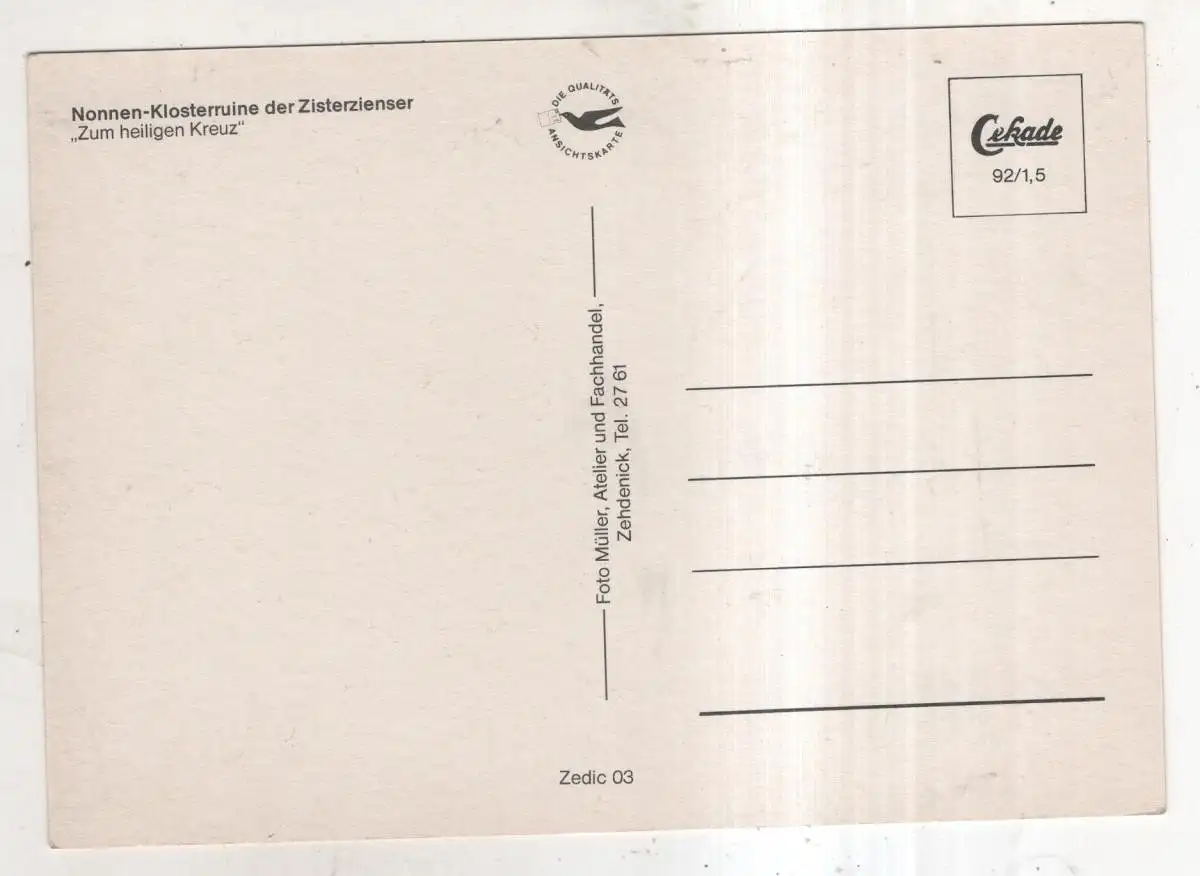 Nonnen-Klosterruine der Zisterzienser
„Zum heiligen Kreuz“
DIE QUALITÄTS
ANSICHTSKARTE
Cekade
92/1,5
Foto Müller, Atelier und Fachhandel,
Zehdenick, Tel. 27 61
Zedic 03